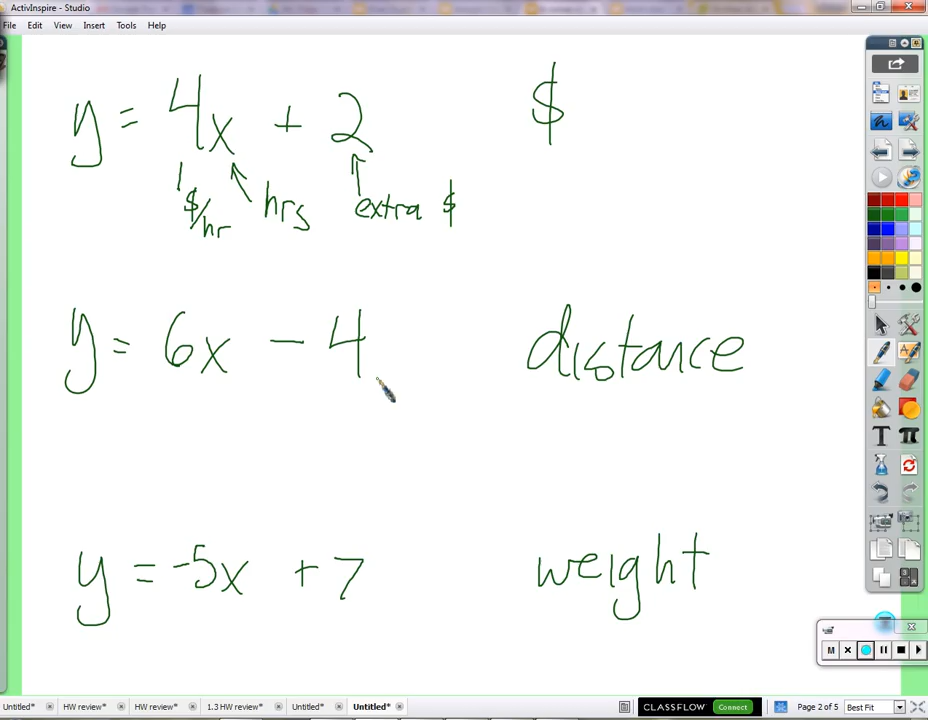 ActivInspire - Studio
File Edit View Insert Tools Help
y = 4x + 2 $
$/hr hrs extra $
y = 6x - 4 distance
y = -5x + 7 weight
M
Untitled* HW review* HW review* 1.3 HW review* Untitled* Untitled* CLASSFLOW Connect Page 2 of 5 Best Fit